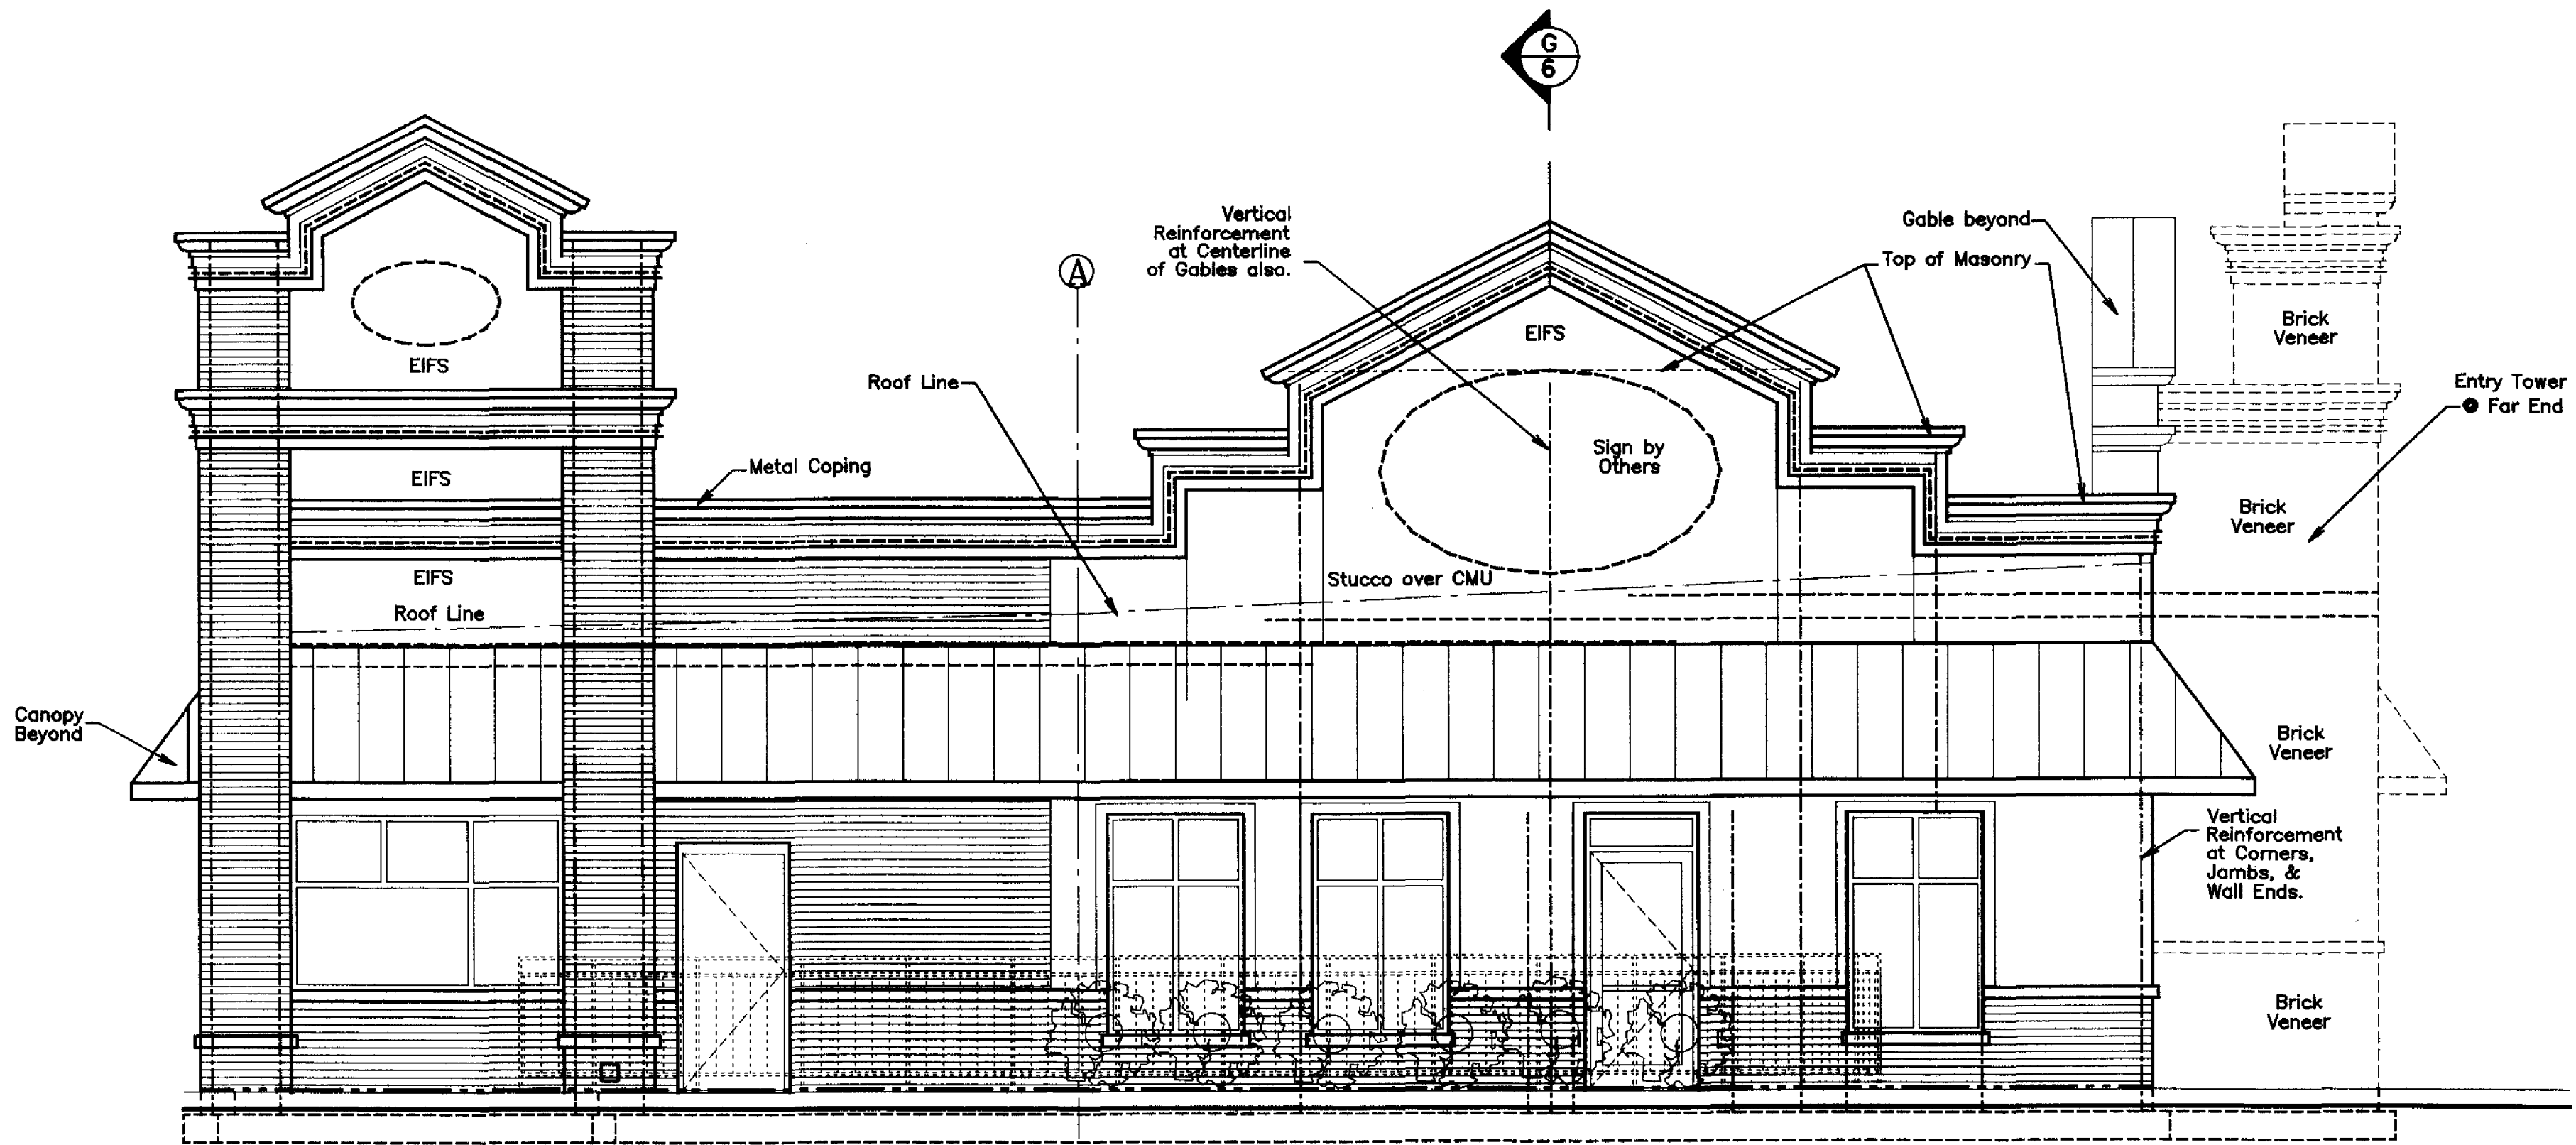 G
6
Vertical
Reinforcement
at Centerline
of Gables also.
A
Gable beyond
Top of Masonry
EIFS
Brick
Veneer
EIFS
Roof Line
Entry Tower
@ Far End
Sign by
Others
Metal Coping
EIFS
Brick
Veneer
EIFS
Stucco over CMU
Roof Line
Canopy
Beyond
Brick
Veneer
Vertical
Reinforcement
at Corners,
Jambs, &
Wall Ends.
Brick
Veneer